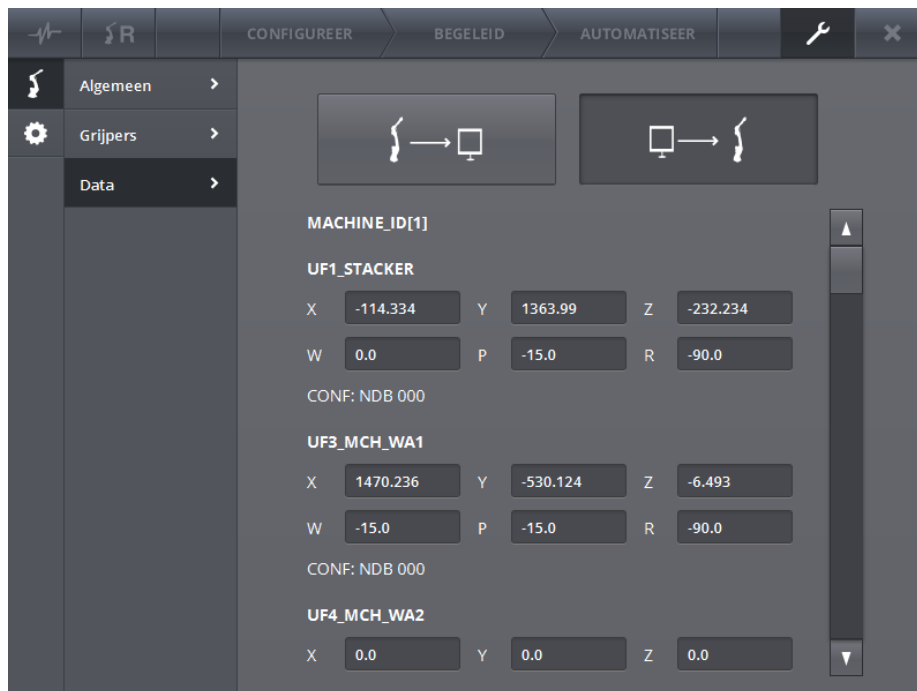 R CONFIGUREER BEGELEID AUTOMATISEER
Algemeen
Grijpers
Data
MACHINE_ID[1]
UF1_STACKER
X -114.334 Y 1363.99 Z -232.234
W 0.0 P -15.0 R -90.0
CONF: NDB 000
UF3_MCH_WA1
X 1470.236 Y -530.124 Z -6.493
W -15.0 P -15.0 R -90.0
CONF: NDB 000
UF4_MCH_WA2
X 0.0 Y 0.0 Z 0.0